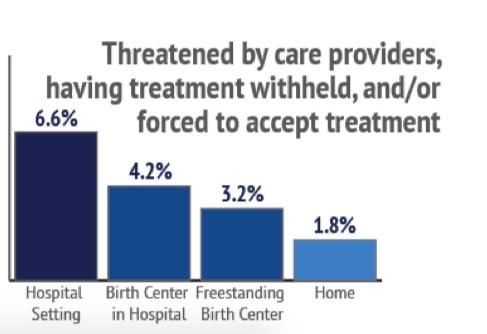 Threatened by care providers,
having treatment withheld, and/or
forced to accept treatment
6.6%
4.2%
3.2%
1.8%
Hospital
Setting
Birth Center
in Hospital
Freestanding
Birth Center
Home